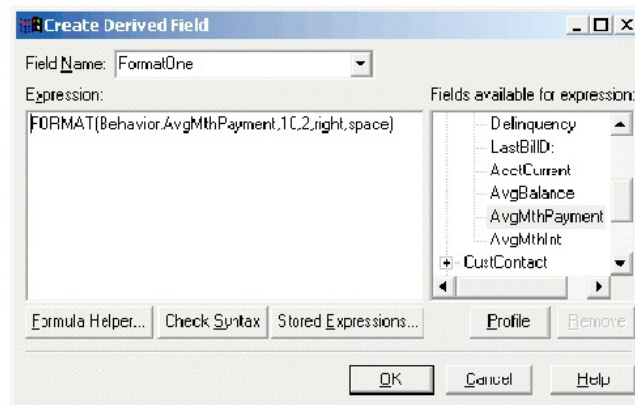 Create Derived Field
Field Name: FormatOne
Expression:
Fields available for expression:
FORMAT(Behavior.AvgMthPayment,10,2,right,space)
Delinquency
LastBillD:
AcctCurrent
AvgBalance
AvgMthPayment
AvgMthInt
CustContact
Formula Helper...
Check Syntax
Stored Expressions...
Profile
Remove
OK
Cancel
Help